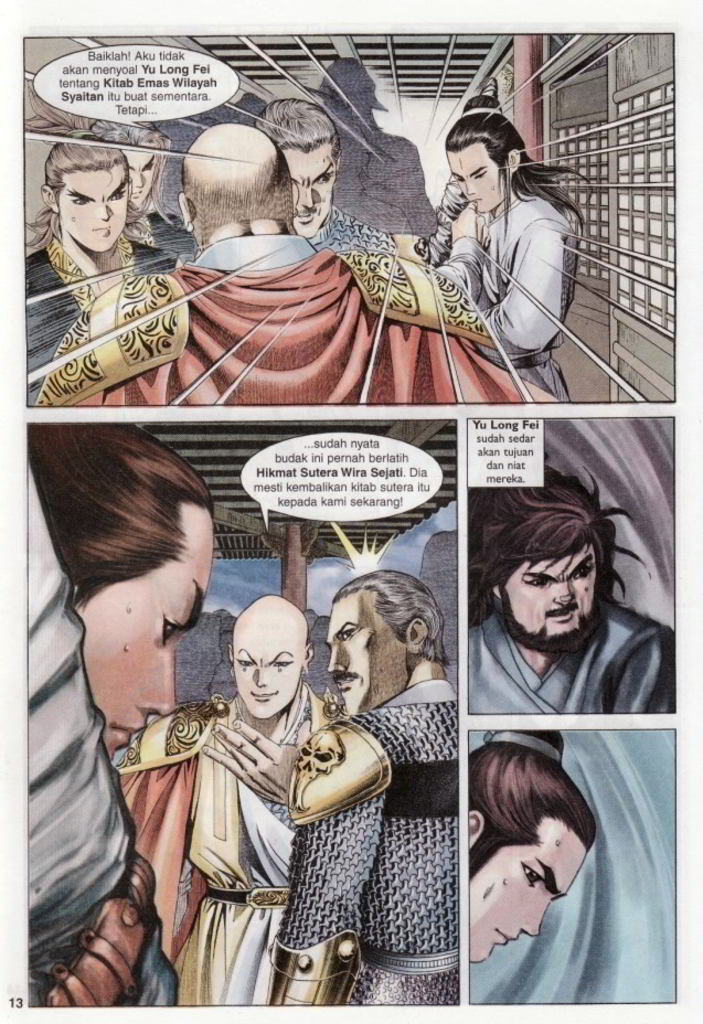 Baiklah! Aku tidak
akan menyoal Yu Long Fei
tentang Kitab Emas Wilayah
Syaitan itu buat sementara.
Tetapi...
...sudah nyata
budak ini pernah berlatih
Hikmat Sutera Wira Sejati. Dia
mesti kembalikan kitab sutera itu
kepada kami sekarang!
Yu Long Fei
sudah sedar
akan tujuan
dan niat
mereka.
13